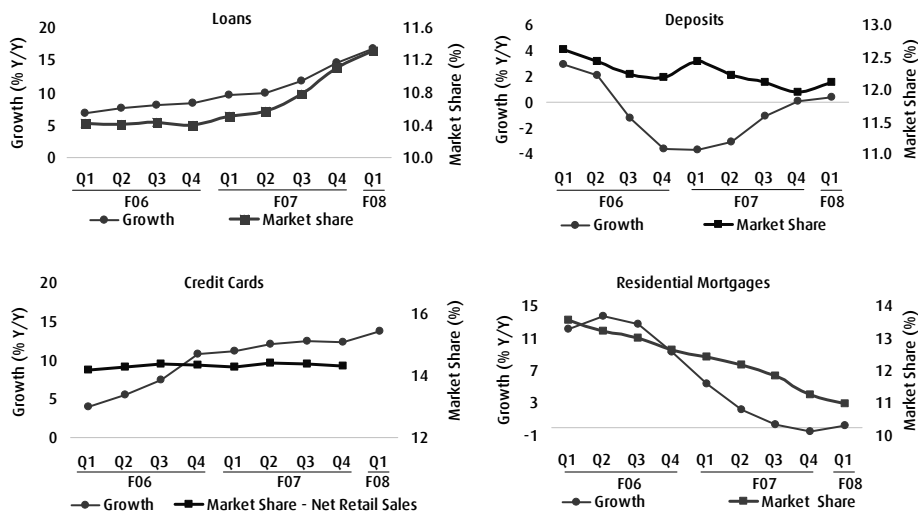 Loans
Growth (% Y/Y)
20
15
10
5
0
11.6
11.2
10.8
10.4
10.0
Market Share (%)
Q1 Q2 Q3 Q4 Q1 Q2 Q3 Q4 Q1
F06 F07 F08
Growth Market share
Deposits
Growth (% Y/Y)
6
4
2
0
-2
-4
13.0
12.5
12.0
11.5
11.0
Market Share (%)
Q1 Q2 Q3 Q4 Q1 Q2 Q3 Q4 Q1
F06 F07 F08
Growth Market Share
Credit Cards
Growth (% Y/Y)
20
15
10
5
0
16
14
12
Market Share (%)
Q1 Q2 Q3 Q4 Q1 Q2 Q3 Q4 Q1
F06 F07 F08
Growth Market Share - Net Retail Sales
Residential Mortgages
Growth (% Y/Y)
15
11
7
3
-1
14
13
12
11
10
Market Share (%)
Q1 Q2 Q3 Q4 Q1 Q2 Q3 Q4 Q1
F06 F07 F08
Growth Market Share